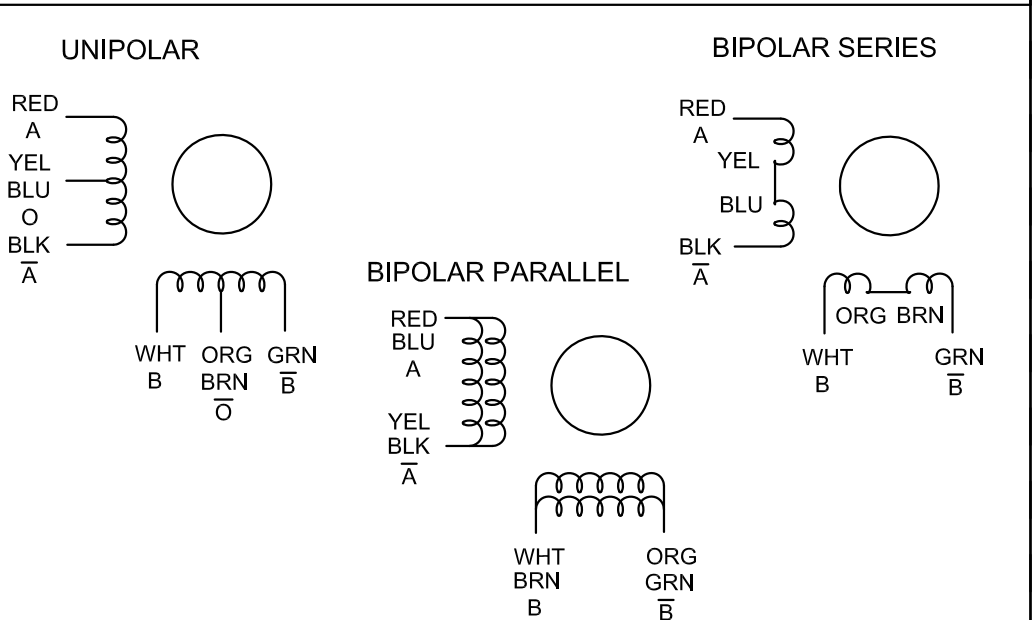 UNIPOLAR
RED
A
YEL
BLU
O
BLK
A̅
WHT ORG GRN
B BRN B̅
O̅
BIPOLAR PARALLEL
RED
BLU
A
YEL
BLK
A̅
WHT ORG
BRN GRN
B B̅
BIPOLAR SERIES
RED
A
YEL
BLU
BLK
A̅
ORG BRN
WHT GRN
B B̅